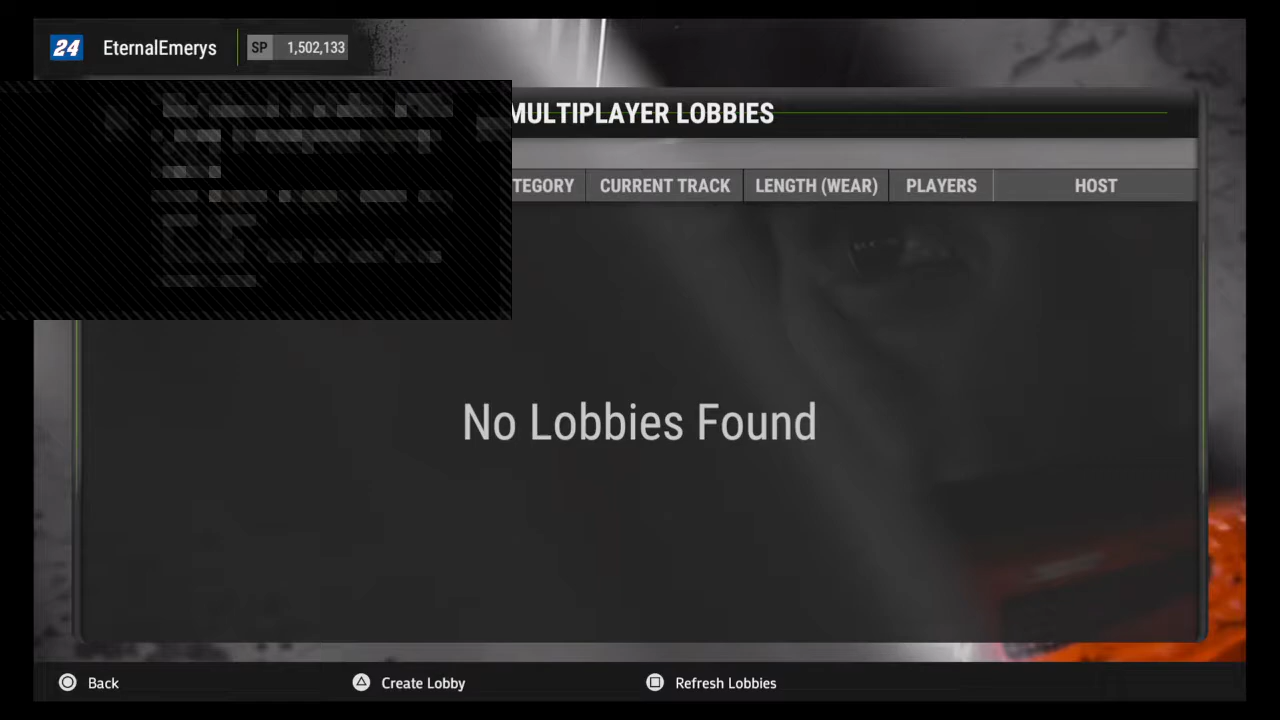 24 EternalEmerys SP 1,502,133
MULTIPLAYER LOBBIES
CURRENT TRACK LENGTH (WEAR) PLAYERS HOST
No Lobbies Found
Back Create Lobby Refresh Lobbies